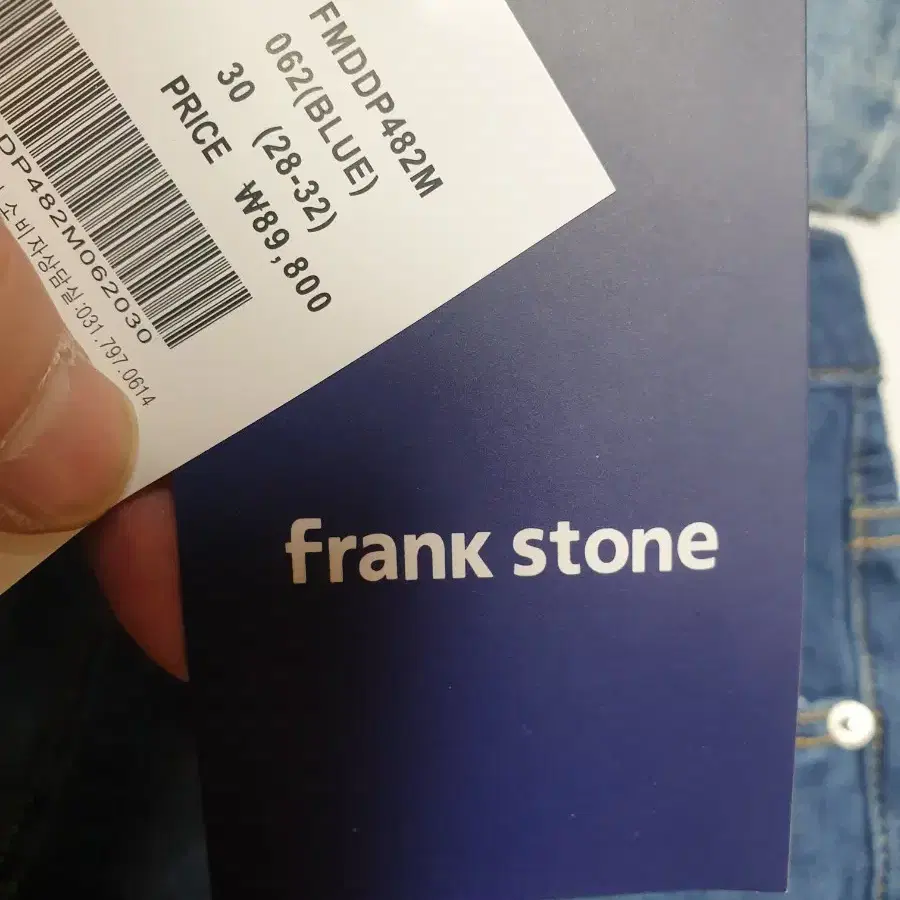 FMDDP482M
062(BLUE)
30 (28-32)
PRICE ₩89,800
DP482M062030
소비자상담실:031.797.0614
frank stone